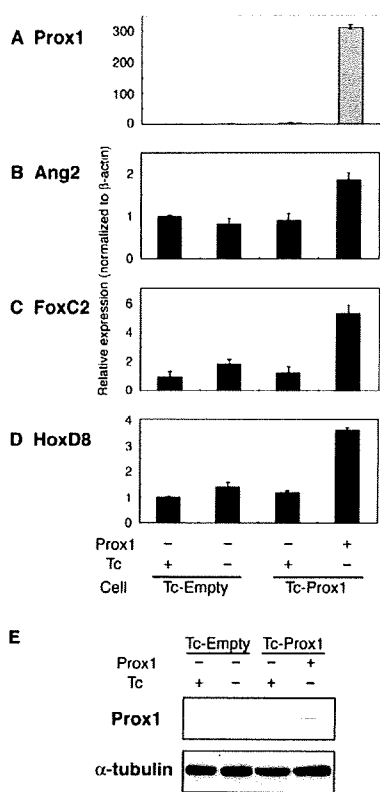 A Prox1
300
200
100
0
B Ang2
2
1
0
C FoxC2
6
4
2
0
D HoxD8
4
3
2
1
0
Relative expression (normalized to β-actin)
Prox1 − − − +
Tc + − + −
Cell Tc-Empty Tc-Prox1
E
Tc-Empty Tc-Prox1
Prox1 − − − +
Tc + − + −
Prox1
α-tubulin